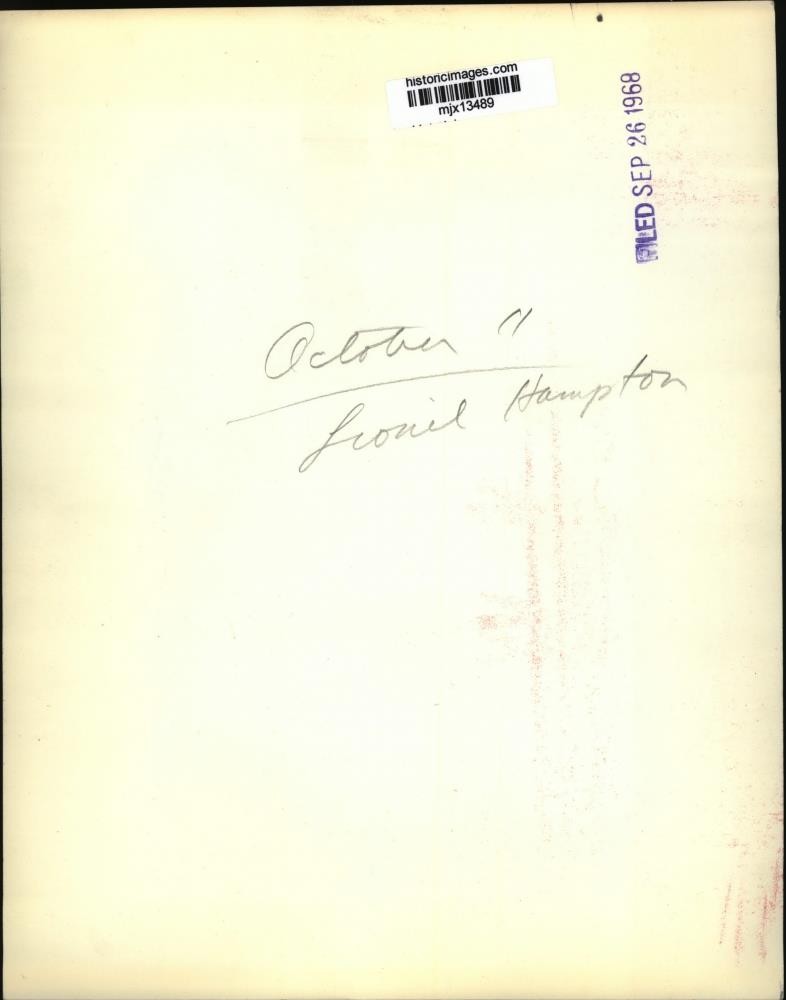 historicimages.com
mjx13489
FILED SEP 26 1968
October 11
Lionel Hampton